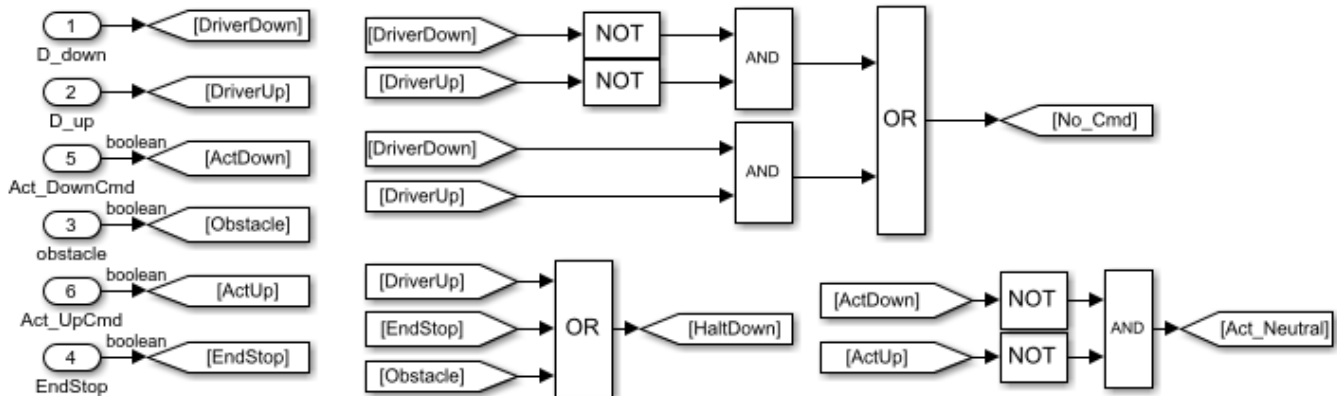 1
[DriverDown]
D_down
2
[DriverUp]
D_up
boolean
5
[ActDown]
Act_DownCmd
boolean
3
[Obstacle]
obstacle
boolean
6
[ActUp]
Act_UpCmd
boolean
4
[EndStop]
EndStop
[DriverDown]
NOT
[DriverUp]
NOT
AND
[DriverDown]
[DriverUp]
AND
OR
[No_Cmd]
[DriverUp]
[EndStop]
[Obstacle]
OR
[HaltDown]
[ActDown]
NOT
[ActUp]
NOT
AND
[Act_Neutral]